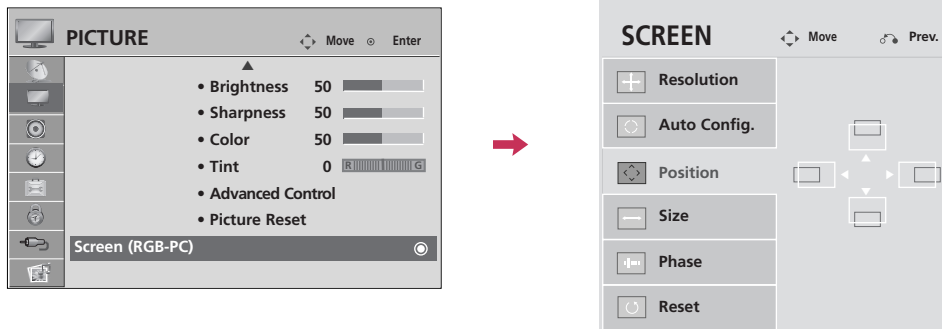 PICTURE Move Enter
• Brightness 50
• Sharpness 50
• Color 50
• Tint 0 R G
• Advanced Control
• Picture Reset
Screen (RGB-PC)
SCREEN Move Prev.
Resolution
Auto Config.
Position
Size
Phase
Reset